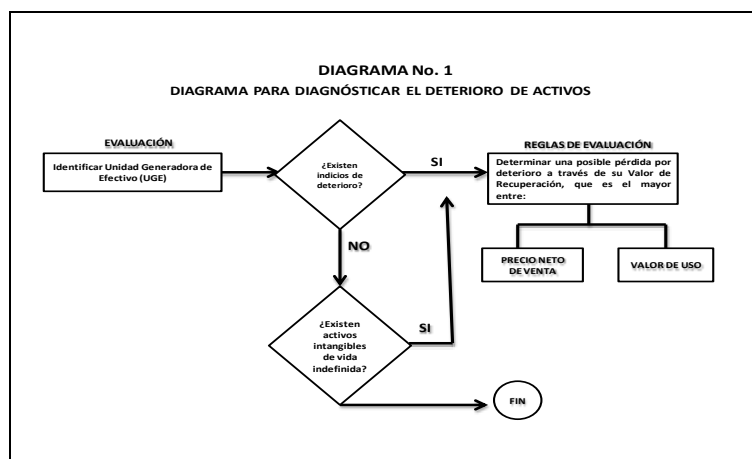 DIAGRAMA No. 1
DIAGRAMA PARA DIAGNÓSTICAR EL DETERIORO DE ACTIVOS
EVALUACIÓN
Identificar Unidad Generadora de
Efectivo (UGE)
¿Existen
indicios de
deterioro?
SI
REGLAS DE EVALUACIÓN
Determinar una posible pérdida por
deterioro a través de su Valor de
Recuperación, que es el mayor
entre:
NO
PRECIO NETO
DE VENTA
VALOR DE USO
¿Existen
activos
intangibles
de vida
indefinida?
SI
FIN